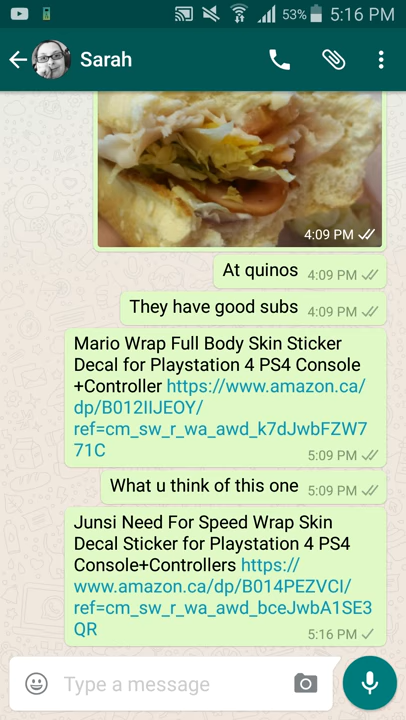 53% 5:16 PM
Sarah
4:09 PM
At quinos 4:09 PM
They have good subs 4:09 PM
Mario Wrap Full Body Skin Sticker
Decal for Playstation 4 PS4 Console
+Controller https://www.amazon.ca/
dp/B012IIJEOY/
ref=cm_sw_r_wa_awd_k7dJwbFZW7
71C
5:09 PM
What u think of this one 5:09 PM
Junsi Need For Speed Wrap Skin
Decal Sticker for Playstation 4 PS4
Console+Controllers https://
www.amazon.ca/dp/B014PEZVCI/
ref=cm_sw_r_wa_awd_bceJwbA1SE3
QR 5:16 PM
Type a message